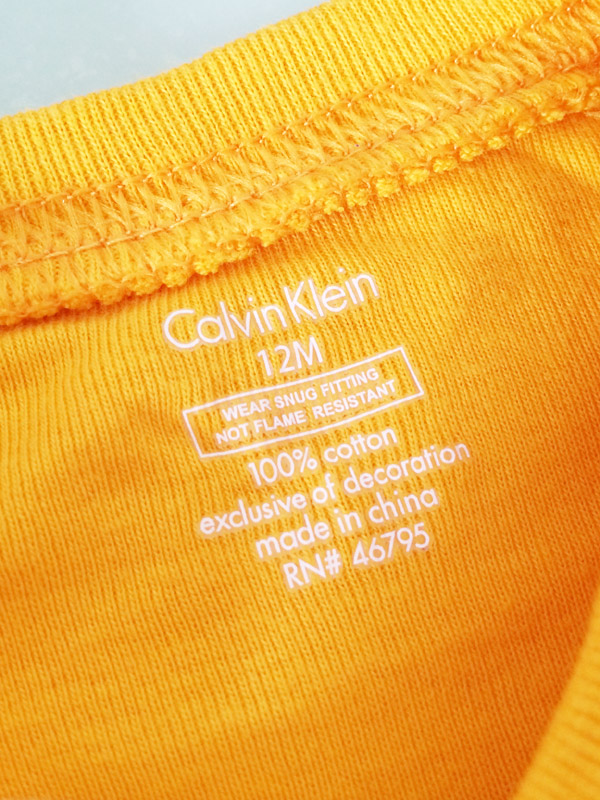 Calvin Klein
12M
WEAR SNUG FITTING
NOT FLAME RESISTANT
100% cotton
exclusive of decoration
made in china
RN# 46795